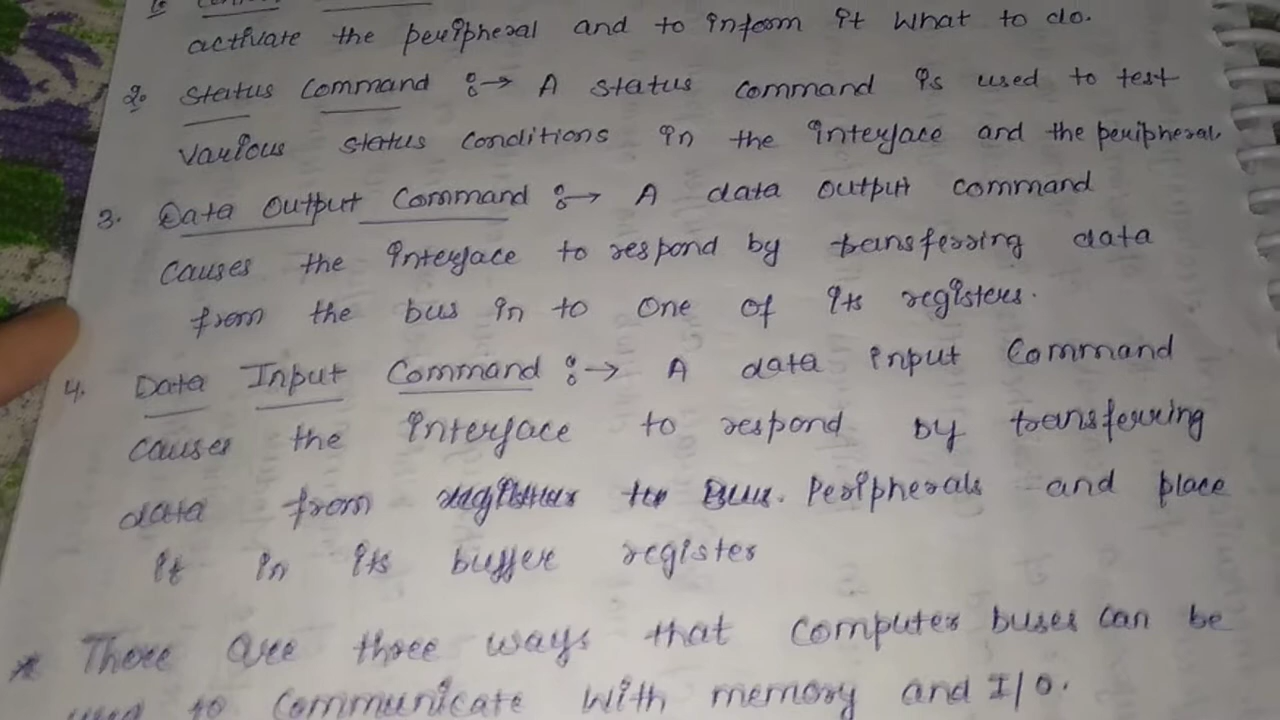 activate the peripheral and to inform it what to do.
2. Status Command :→ A status command is used to test
various status conditions in the interface and the peripheral.
3. Data Output Command :→ A data output command
causes the interface to respond by transferring data
from the bus in to one of its registers.
4. Data Input Command :→ A data input Command
causes the interface to respond by transferring
data from Peripherals and place
it in its buffer register
* There are three ways that computer buses can be
used to communicate with memory and I/O.